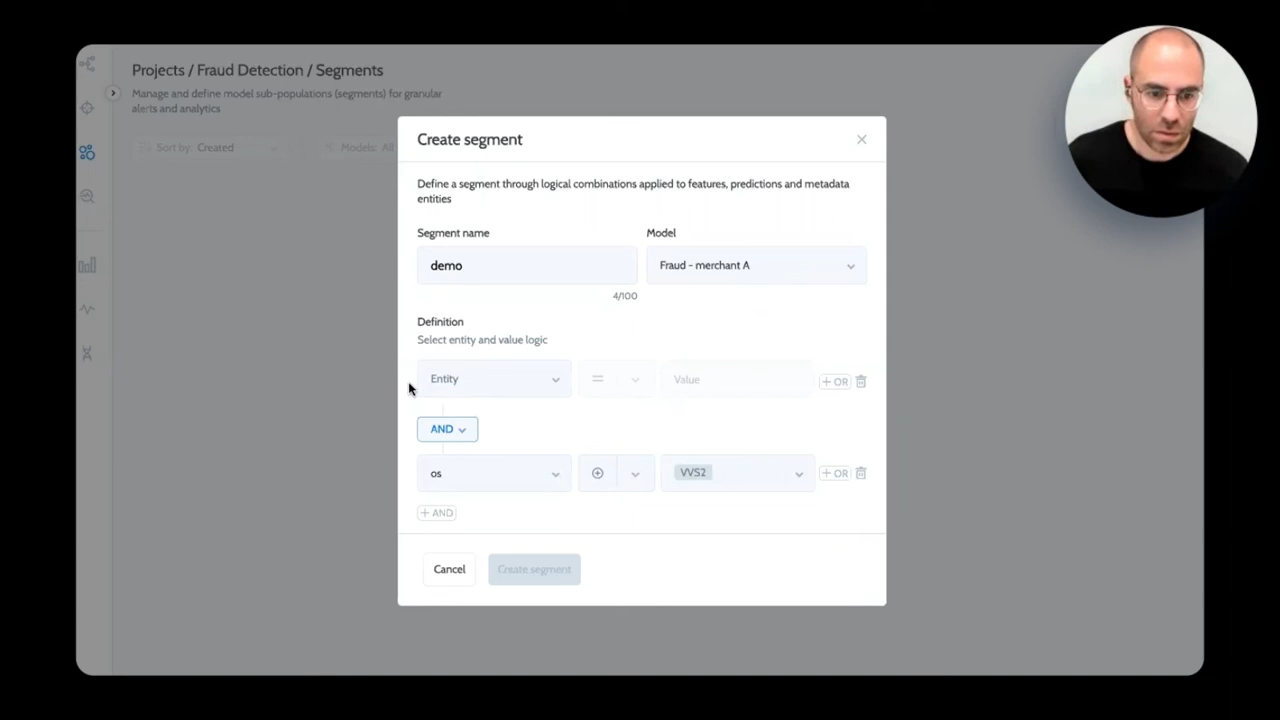 Projects / Fraud Detection / Segments
Manage and define model sub-populations (segments) for granular
alerts and analytics
Sort by: Created
Models: All
Create segment
Define a segment through logical combinations applied to features, predictions and metadata
entities
Segment name
Model
demo
Fraud - merchant A
4/100
Definition
Select entity and value logic
Entity
=
Value
+ OR
AND
os
VVS2
+ OR
+ AND
Cancel
Create segment